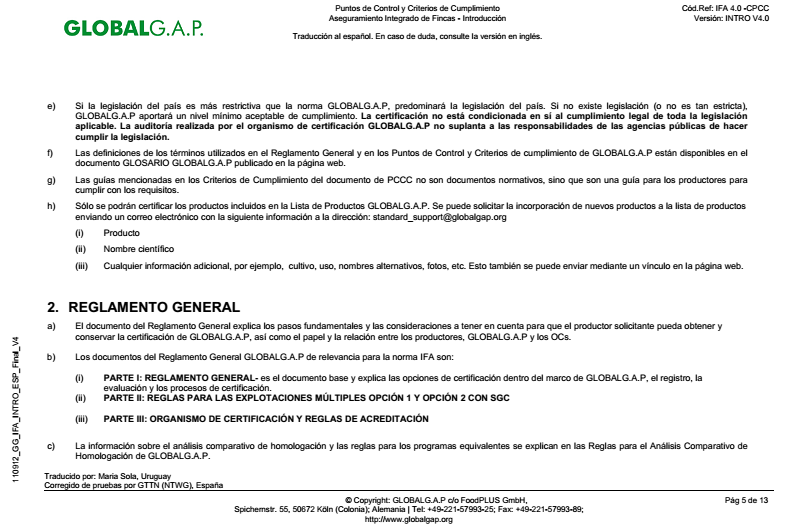 GLOBALG.A.P.
Puntos de Control y Criterios de Cumplimiento
Aseguramiento Integrado de Fincas - Introducción
Traducción al español. En caso de duda, consulte la versión en inglés.
Cód.Ref: IFA 4.0 -CPCC
Versión: INTRO V4.0
e) Si la legislación del país es más restrictiva que la norma GLOBALG.A.P, predominará la legislación del país. Si no existe legislación (o no es tan estricta),
GLOBALG.A.P aportará un nivel mínimo aceptable de cumplimiento. La certificación no está condicionada en sí al cumplimiento legal de toda la legislación
aplicable. La auditoría realizada por el organismo de certificación GLOBALG.A.P no suplanta a las responsabilidades de las agencias públicas de hacer
cumplir la legislación.
f) Las definiciones de los términos utilizados en el Reglamento General y en los Puntos de Control y Criterios de cumplimiento de GLOBALG.A.P están disponibles en el
documento GLOSARIO GLOBALG.A.P publicado en la página web.
g) Las guías mencionadas en los Criterios de Cumplimiento del documento de PCCC no son documentos normativos, sino que son una guía para los productores para
cumplir con los requisitos.
h) Sólo se podrán certificar los productos incluidos en la Lista de Productos GLOBALG.A.P. Se puede solicitar la incorporación de nuevos productos a la lista de productos
enviando un correo electrónico con la siguiente información a la dirección: standard_support@globalgap.org
(i) Producto
(ii) Nombre científico
(iii) Cualquier información adicional, por ejemplo, cultivo, uso, nombres alternativos, fotos, etc. Esto también se puede enviar mediante un vínculo en la página web.
2. REGLAMENTO GENERAL
a) El documento del Reglamento General explica los pasos fundamentales y las consideraciones a tener en cuenta para que el productor solicitante pueda obtener y
conservar la certificación de GLOBALG.A.P, así como el papel y la relación entre los productores, GLOBALG.A.P y los OCs.
b) Los documentos del Reglamento General GLOBALG.A.P de relevancia para la norma IFA son:
(i) PARTE I: REGLAMENTO GENERAL- es el documento base y explica las opciones de certificación dentro del marco de GLOBALG.A.P, el registro, la
evaluación y los procesos de certificación.
(ii) PARTE II: REGLAS PARA LAS EXPLOTACIONES MÚLTIPLES OPCIÓN 1 Y OPCIÓN 2 CON SGC
(iii) PARTE III: ORGANISMO DE CERTIFICACIÓN Y REGLAS DE ACREDITACIÓN
c) La información sobre el análisis comparativo de homologación y las reglas para los programas equivalentes se explican en las Reglas para el Análisis Comparativo de
Homologación de GLOBALG.A.P.
110912_GG_IFA_INTRO_ESP_Final_V4
Traducido por: Maria Sola, Uruguay
Corregido de pruebas por GTTN (NTWG), España
© Copyright: GLOBALG.A.P c/o FoodPLUS GmbH,
Spichernstr. 55, 50672 Köln (Colonia); Alemania | Tel: +49-221-57993-25; Fax: +49-221-57993-89;
http://www.globalgap.org
Pág 5 de 13